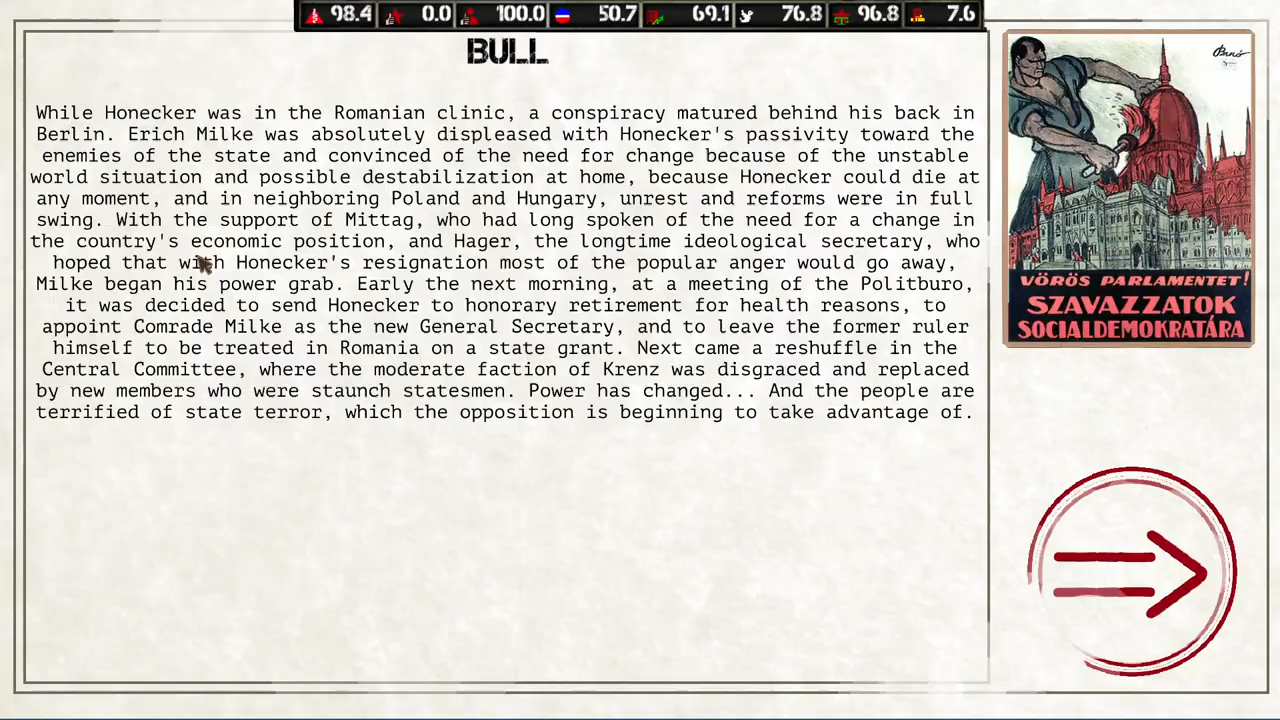 98.4 0.0 100.0 50.7 69.1 76.8 96.8 7.6
BULL
While Honecker was in the Romanian clinic, a conspiracy matured behind his back in
Berlin. Erich Milke was absolutely displeased with Honecker's passivity toward the
enemies of the state and convinced of the need for change because of the unstable
world situation and possible destabilization at home, because Honecker could die at
any moment, and in neighboring Poland and Hungary, unrest and reforms were in full
swing. With the support of Mittag, who had long spoken of the need for a change in
the country's economic position, and Hager, the longtime ideological secretary, who
hoped that with Honecker's resignation most of the popular anger would go away,
Milke began his power grab. Early the next morning, at a meeting of the Politburo,
it was decided to send Honecker to honorary retirement for health reasons, to
appoint Comrade Milke as the new General Secretary, and to leave the former ruler
himself to be treated in Romania on a state grant. Next came a reshuffle in the
Central Committee, where the moderate faction of Krenz was disgraced and replaced
by new members who were staunch statesmen. Power has changed... And the people are
terrified of state terror, which the opposition is beginning to take advantage of.
VÖRÖS PARLAMENTET!
SZAVAZZATOK
SOCIALDEMOKRATÁRA